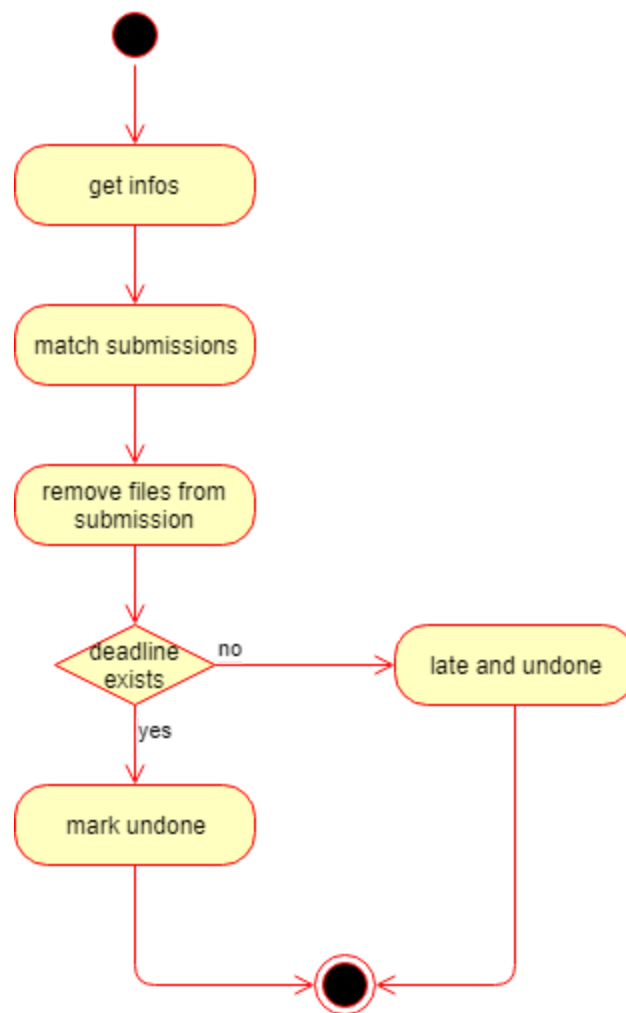 get infos
match submissions
remove files from
submission
deadline
exists
no
late and undone
yes
mark undone